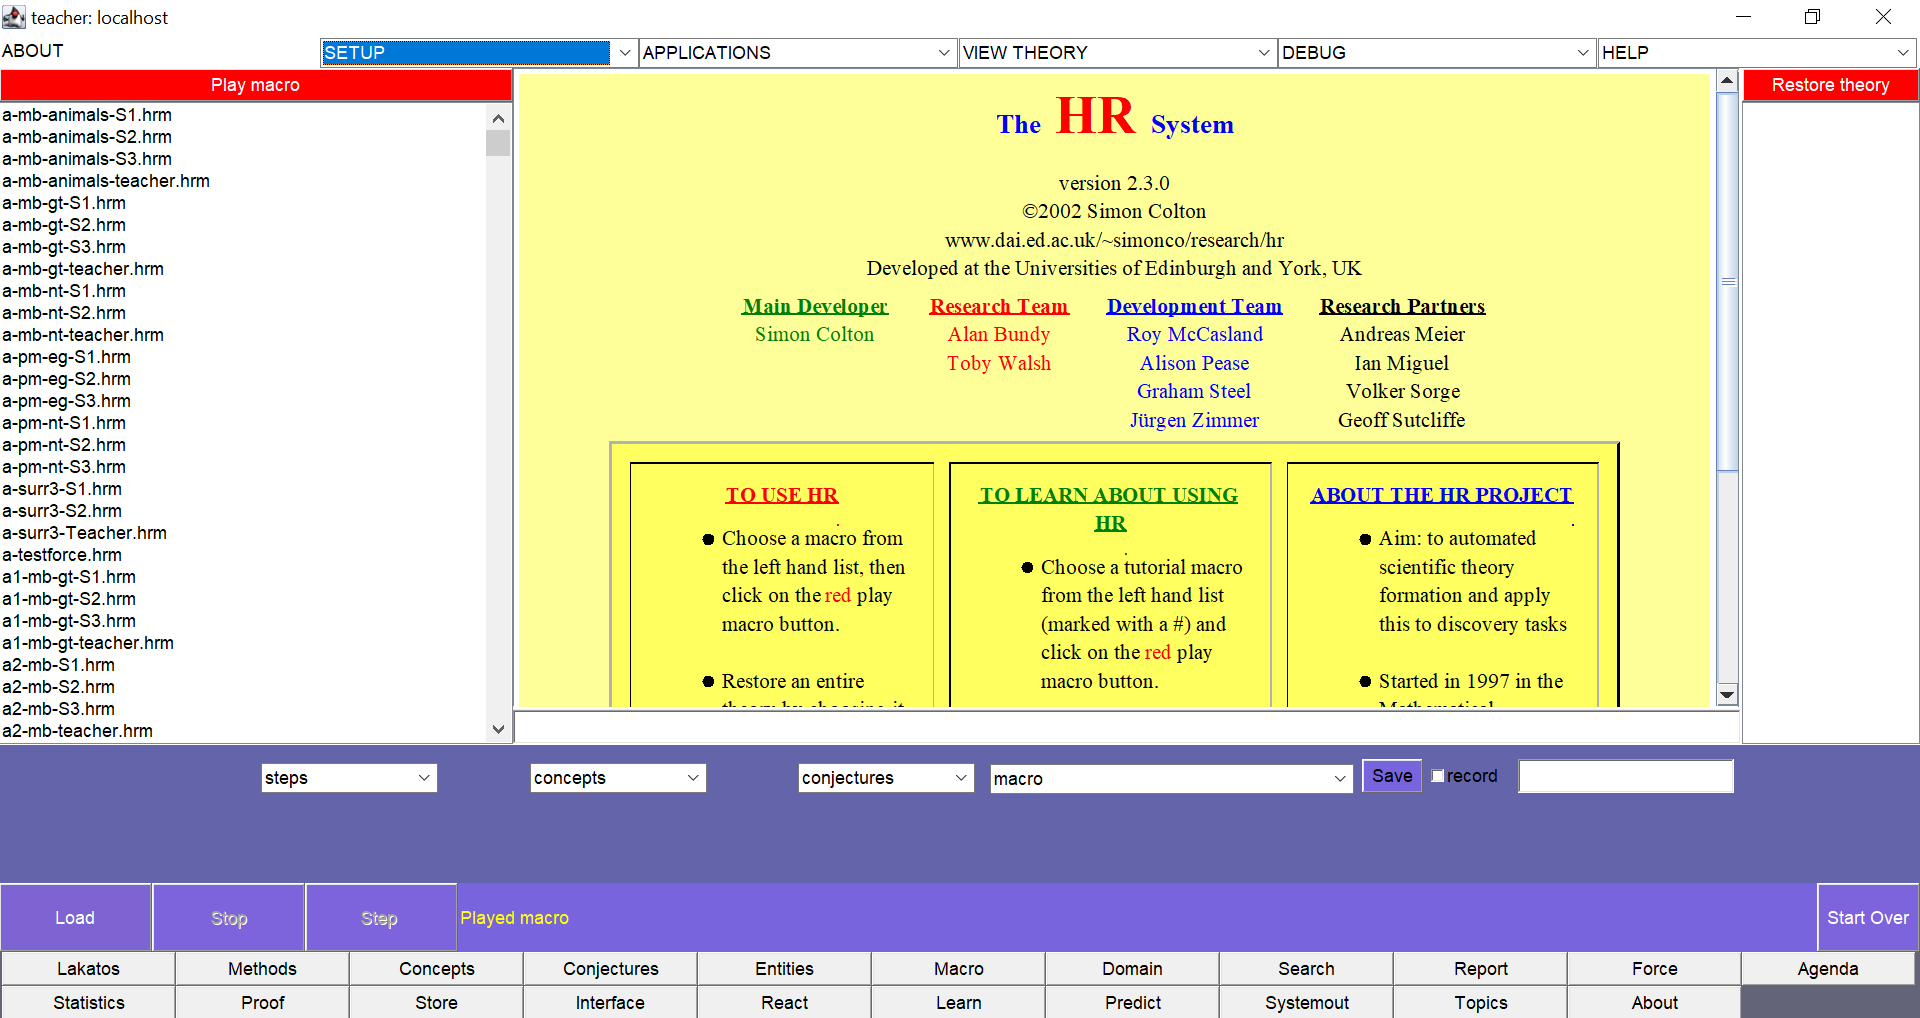 teacher: localhost
ABOUT
SETUP
APPLICATIONS
VIEW THEORY
DEBUG
HELP
Play macro
a-mb-animals-S1.hrm
a-mb-animals-S2.hrm
a-mb-animals-S3.hrm
a-mb-animals-teacher.hrm
a-mb-gt-S1.hrm
a-mb-gt-S2.hrm
a-mb-gt-S3.hrm
a-mb-gt-teacher.hrm
a-mb-nt-S1.hrm
a-mb-nt-S2.hrm
a-mb-nt-teacher.hrm
a-pm-eg-S1.hrm
a-pm-eg-S2.hrm
a-pm-eg-S3.hrm
a-pm-nt-S1.hrm
a-pm-nt-S2.hrm
a-pm-nt-S3.hrm
a-surr3-S1.hrm
a-surr3-S2.hrm
a-surr3-Teacher.hrm
a-testforce.hrm
a1-mb-gt-S1.hrm
a1-mb-gt-S2.hrm
a1-mb-gt-S3.hrm
a1-mb-gt-teacher.hrm
a2-mb-S1.hrm
a2-mb-S2.hrm
a2-mb-S3.hrm
a2-mb-teacher.hrm
The HR System
version 2.3.0
©2002 Simon Colton
www.dai.ed.ac.uk/~simonco/research/hr
Developed at the Universities of Edinburgh and York, UK
Main Developer
Simon Colton
Research Team
Alan Bundy
Toby Walsh
Development Team
Roy McCasland
Alison Pease
Graham Steel
Jürgen Zimmer
Research Partners
Andreas Meier
Ian Miguel
Volker Sorge
Geoff Sutcliffe
TO USE HR
Choose a macro from
the left hand list, then
click on the red play
macro button.
Restore an entire
theory by choosing it
TO LEARN ABOUT USING
HR
Choose a tutorial macro
from the left hand list
(marked with a #) and
click on the red play
macro button.
ABOUT THE HR PROJECT
Aim: to automated
scientific theory
formation and apply
this to discovery tasks
Started in 1997 in the
Mathematical
Restore theory
steps
concepts
conjectures
macro
Save
record
Load
Stop
Step
Played macro
Start Over
Lakatos
Methods
Concepts
Conjectures
Entities
Macro
Domain
Search
Report
Force
Agenda
Statistics
Proof
Store
Interface
React
Learn
Predict
Systemout
Topics
About